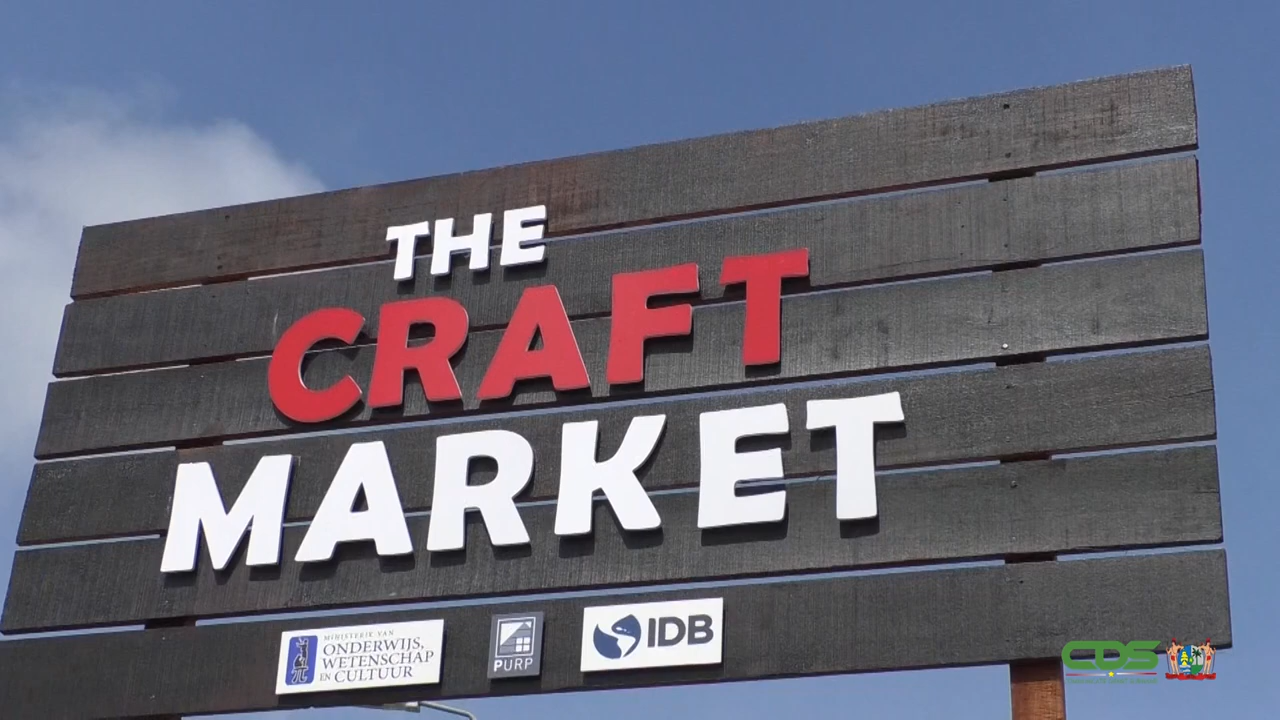 THE
CRAFT
MARKET
MINISTERIE VAN
ONDERWIJS,
WETENSCHAP
EN CULTUUR
PURP
IDB
CDS